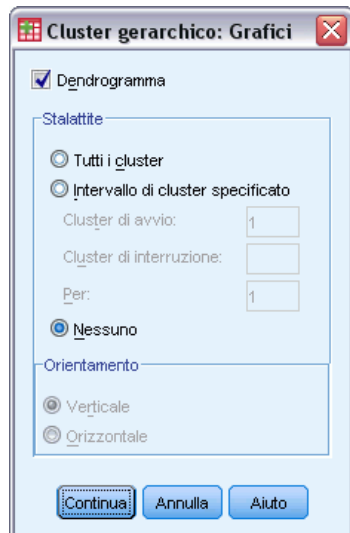 Cluster gerarchico: Grafici
Dendrogramma
Stalattite
Tutti i cluster
Intervallo di cluster specificato
Cluster di avvio: 1
Cluster di interruzione:
Per: 1
Nessuno
Orientamento
Verticale
Orizzontale
Continua Annulla Aiuto